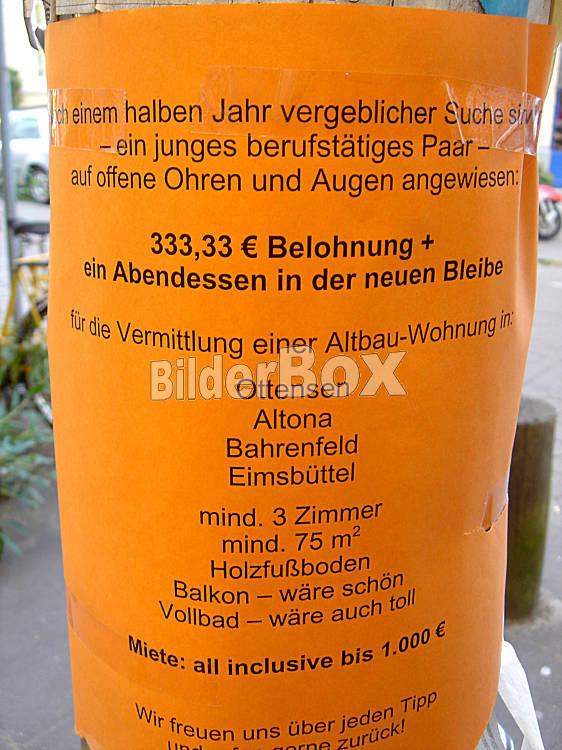 einem halben Jahr vergeblicher Suche
– ein junges berufstätiges Paar –
auf offene Ohren und Augen angewiesen:
333,33 € Belohnung +
ein Abendessen in der neuen Bleibe
für die Vermittlung einer Altbau-Wohnung in:
BilderBOX
Ottensen
Altona
Bahrenfeld
Eimsbüttel
mind. 3 Zimmer
mind. 75 m²
Holzfußboden
Balkon – wäre schön
Vollbad – wäre auch toll
Miete: all inclusive bis 1.000 €
Wir freuen uns über jeden Tipp
gerne zurück!